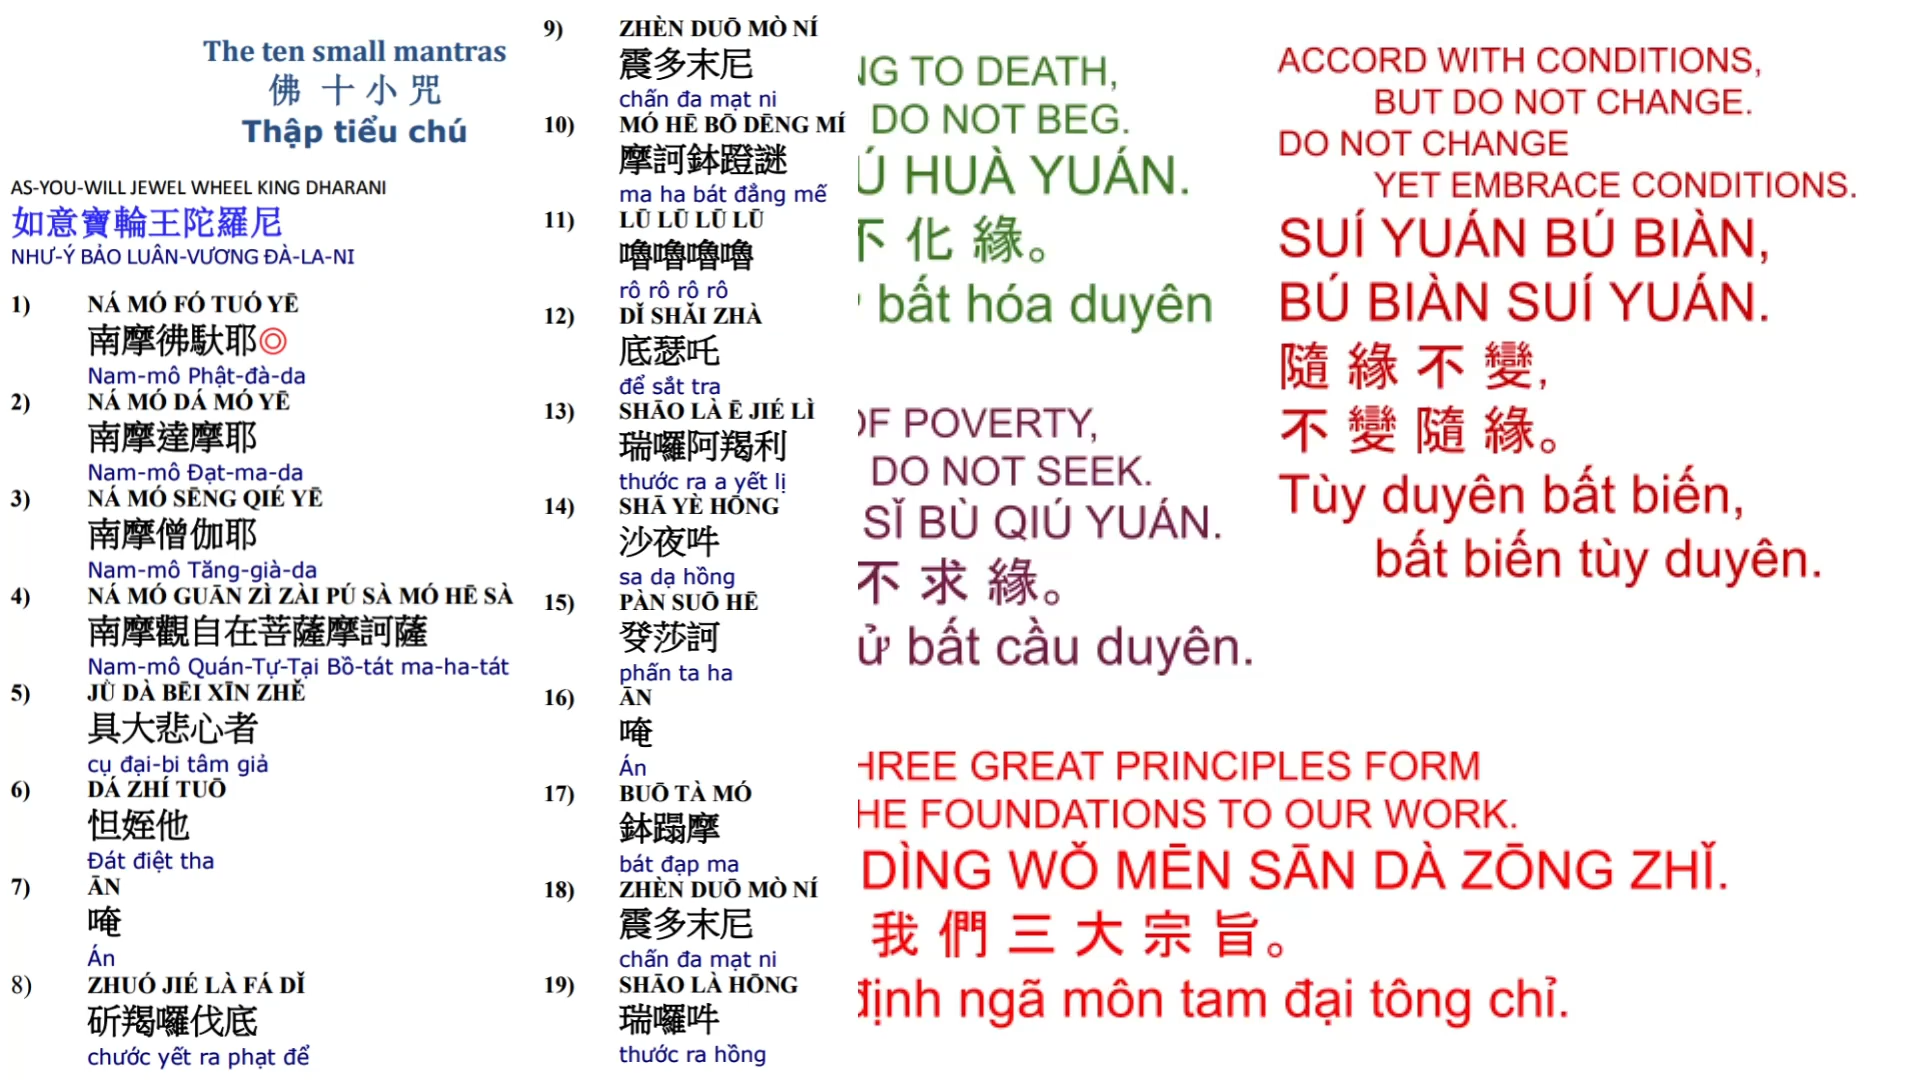 The ten small mantras
佛 十 小 咒
Thập tiểu chú
AS-YOU-WILL JEWEL WHEEL KING DHARANI
如意寶輪王陀羅尼
NHƯ-Ý BẢO LUÂN-VƯƠNG ĐÀ-LA-NI
1) NÁ MÓ FÓ TUÓ YĒ
南摩彿馱耶◎
Nam-mô Phật-đà-da
2) NÁ MÓ DÁ MÓ YĒ
南摩達摩耶
Nam-mô Đạt-ma-da
3) NÁ MÓ SĒNG QIÉ YĒ
南摩僧伽耶
Nam-mô Tăng-già-da
4) NÁ MÓ GUĀN ZÌ ZÀI PÚ SÀ MÓ HĒ SÀ
南摩觀自在菩薩摩訶薩
Nam-mô Quán-Tự-Tại Bồ-tát ma-ha-tát
5) JÙ DÀ BĒI XĪN ZHĚ
具大悲心者
cụ đại-bi tâm giả
6) DÁ ZHÍ TUŌ
怛姪他
Đát điệt tha
7) ĀN
唵
Án
8) ZHUÓ JIÉ LÀ FÁ DǏ
斫羯囉伐底
chước yết ra phạt để
9) ZHÈN DUŌ MÒ NÍ
震多末尼
chấn đa mạt ni
10) MÓ HĒ BŌ DĒNG MÍ
摩訶鉢蹬謎
ma ha bát đẳng mế
11) LŪ LŪ LŪ LŪ
嚕嚕嚕嚕
rô rô rô rô
12) DǏ SHǍI ZHÀ
底瑟吒
để sắt tra
13) SHĀO LÀ Ē JIÉ LÌ
瑞囉阿羯利
thước ra a yết lị
14) SHĀ YÈ HŌNG
沙夜吽
sa dạ hồng
15) PÀN SUŌ HĒ
癹莎訶
phấn ta ha
16) ĀN
唵
Án
17) BUŌ TÀ MÓ
鉢蹋摩
bát đạp ma
18) ZHÈN DUŌ MÒ NÍ
震多末尼
chấn đa mạt ni
19) SHĀO LÀ HŌNG
瑞囉吽
thước ra hồng
NG TO DEATH,
DO NOT BEG.
Ú HUÀ YUÁN.
不 化 緣。
bất hóa duyên
OF POVERTY,
DO NOT SEEK.
SǏ BÙ QIÚ YUÁN.
不 求 緣。
ử bất cầu duyên.
ACCORD WITH CONDITIONS,
BUT DO NOT CHANGE.
DO NOT CHANGE
YET EMBRACE CONDITIONS.
SUÍ YUÁN BÚ BIÀN,
BÚ BIÀN SUÍ YUÁN.
隨 緣 不 變,
不 變 隨 緣。
Tùy duyên bất biến,
bất biến tùy duyên.
HREE GREAT PRINCIPLES FORM
HE FOUNDATIONS TO OUR WORK.
DÌNG WǑ MĒN SĀN DÀ ZŌNG ZHǏ.
我 們 三 大 宗 旨。
định ngã môn tam đại tông chỉ.